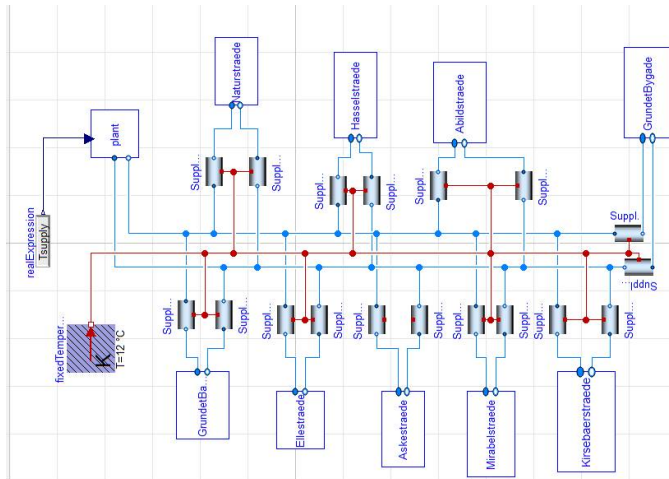 Naturstraede
Hasselstraede
Abildstraede
GrundetBygade
plant
Suppl...
Suppl...
Suppl...
Suppl...
Suppl...
Suppl...
realExpression
Tsupply
Suppl.
Suppl...
fixedTemper...
K
T=12 °C
Suppl...
Suppl...
Suppl...
Suppl...
Suppl...
Suppl...
Suppl...
Suppl...
Suppl...
Suppl...
GrundetBa...
Ellestraede
Askestraede
Mirabelstraede
Kirsebaerstraede